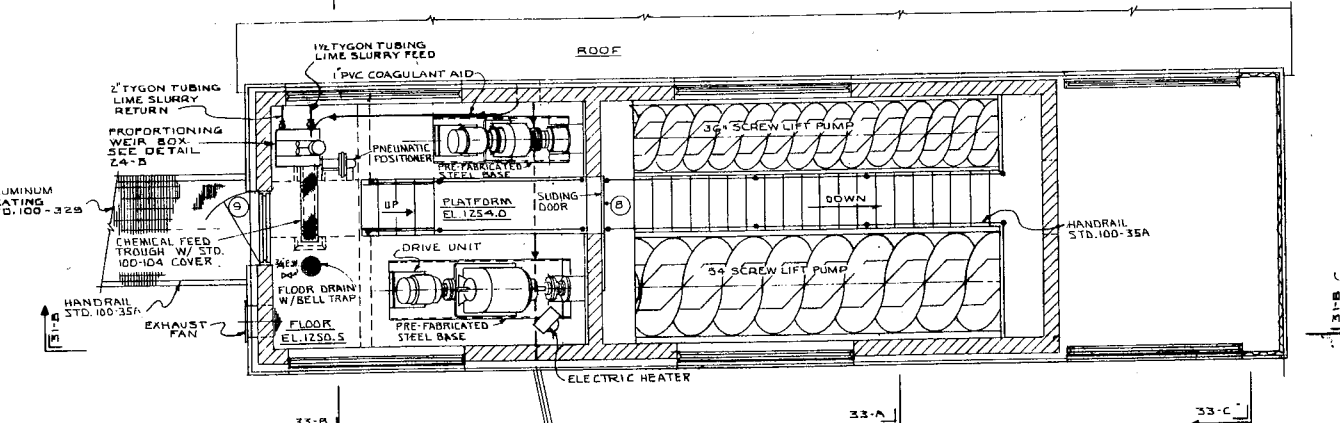 ROOF
1½ TYGON TUBING
LIME SLURRY FEED
1" PVC COAGULANT AID
2" TYGON TUBING
LIME SLURRY
RETURN
PROPORTIONING
WEIR BOX
SEE DETAIL
24-B
PNEUMATIC
POSITIONER
PRE-FABRICATED
STEEL BASE
36" SCREW LIFT PUMP
UP
PLATFORM
EL. 1254.0
SLIDING
DOOR
8
DOWN
HANDRAIL
STD. 100-35A
9
CHEMICAL FEED
TROUGH W/ STD.
100-104 COVER
DRIVE UNIT
54 SCREW LIFT PUMP
FLOOR DRAIN
W/BELL TRAP
HANDRAIL
STD. 100-35A
EXHAUST
FAN
FLOOR
EL. 1250.5
PRE-FABRICATED
STEEL BASE
ELECTRIC HEATER
31-B
33-B
33-A
33-C